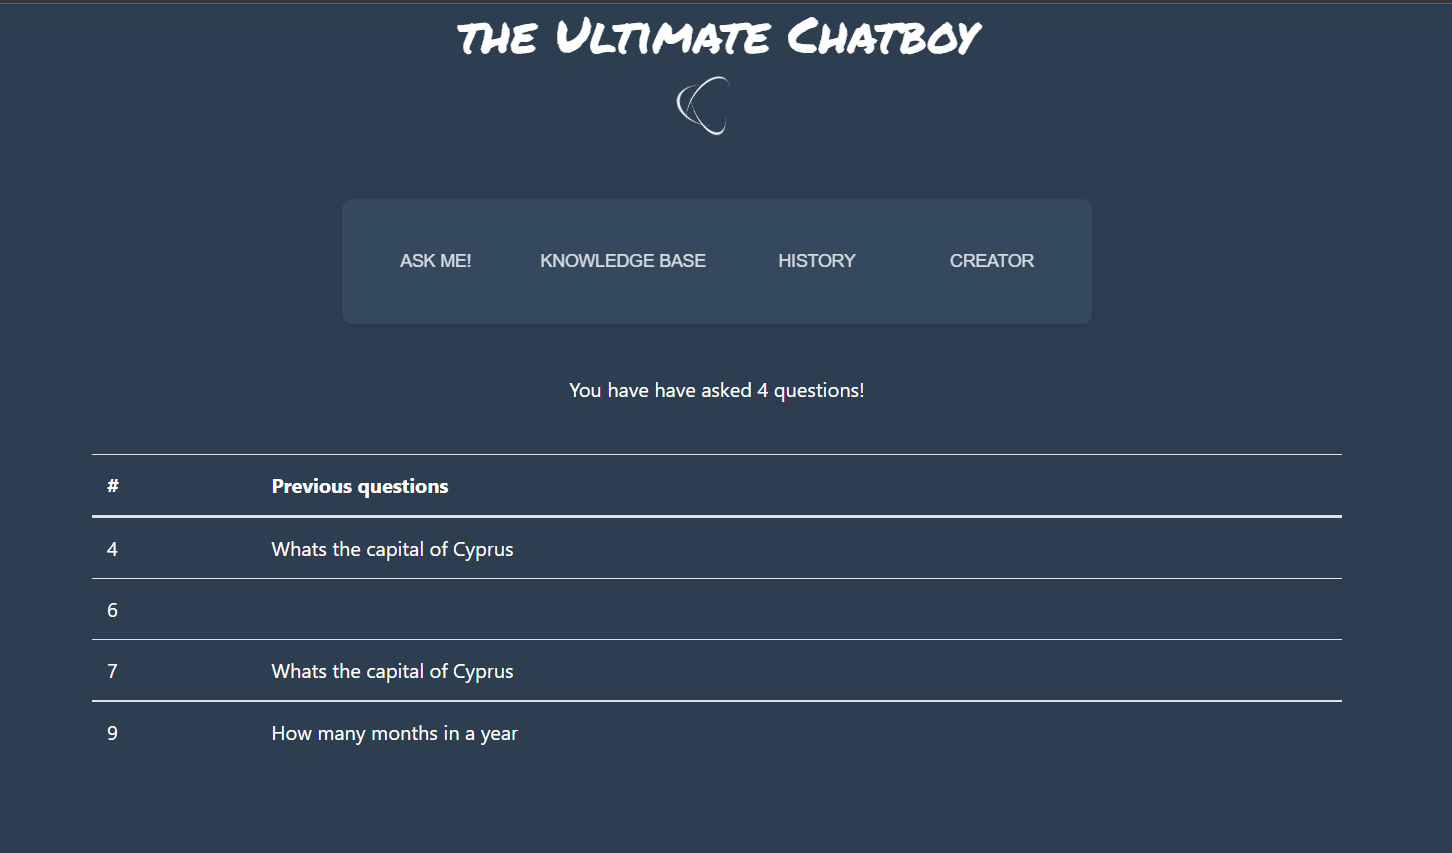 the Ultimate Chatboy
ASK ME! KNOWLEDGE BASE HISTORY CREATOR
You have have asked 4 questions!
# Previous questions
4 Whats the capital of Cyprus
6
7 Whats the capital of Cyprus
9 How many months in a year